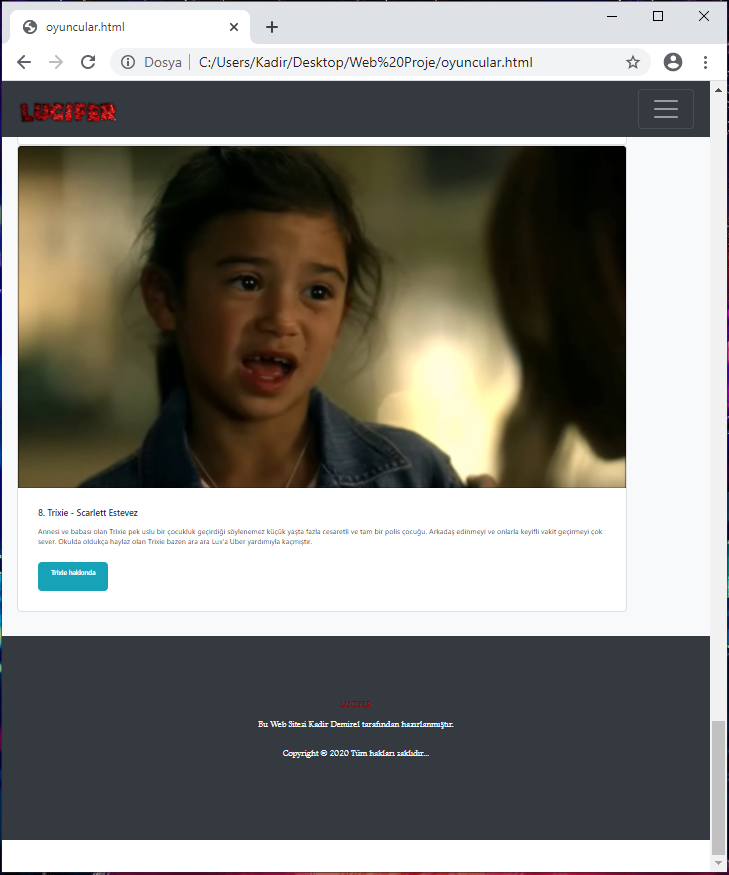 oyuncular.html
Dosya
C:/Users/Kadir/Desktop/Web%20Proje/oyuncular.html
LUCIFER
8. Trixie - Scarlett Estevez
Annesi ve babası olan Trixie pek uslu bir çocukluk geçirdiği söylenemez küçük yaşta fazla cesaretli ve tam bir polis çocuğu. Arkadaş edinmeyi ve onlarla keyifli vakit geçirmeyi çok
sever. Okulda oldukça haylaz olan Trixie bazen ara ara Lux'a Uber yardımıyla kaçmıştır.
Trixie hakkında
LUCIFER
Bu Web Sitesi Kadir Demirel tarafından hazırlanmıştır.
Copyright © 2020 Tüm hakları saklıdır...